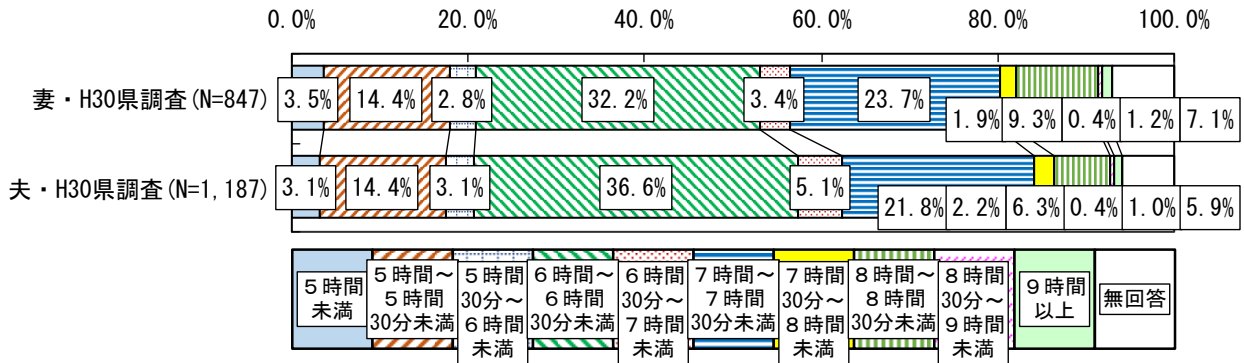 0.0% 20.0% 40.0% 60.0% 80.0% 100.0%
妻・H30県調査(N=847)
3.5% 14.4% 2.8% 32.2% 3.4% 23.7% 1.9% 9.3% 0.4% 1.2% 7.1%
夫・H30県調査(N=1,187)
3.1% 14.4% 3.1% 36.6% 5.1% 21.8% 2.2% 6.3% 0.4% 1.0% 5.9%
5時間
未満
5時間～
5時間
30分未満
5時間
30分～
6時間
未満
6時間～
6時間
30分未満
6時間
30分～
7時間
未満
7時間～
7時間
30分未満
7時間
30分～
8時間
未満
8時間～
8時間
30分未満
8時間
30分～
9時間
未満
9時間
以上
無回答